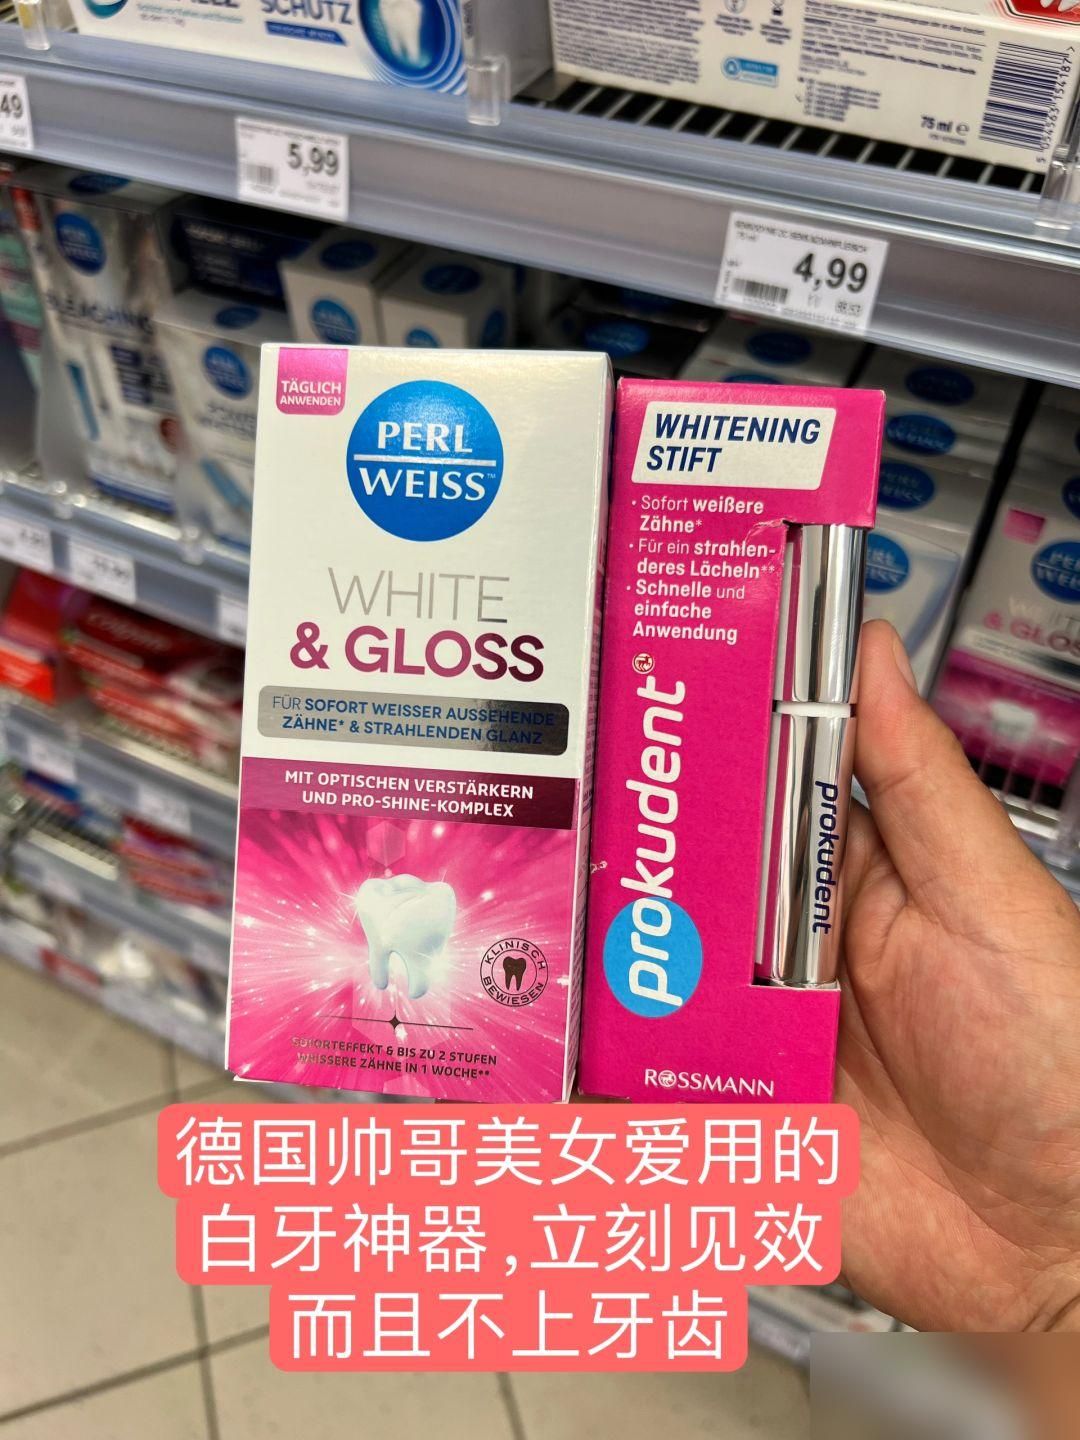 SCHUTZ
75 ml e
5054563 154187
49
5,99
4,99
PERL
BLEACHING
TÄGLICH
ANWENDEN
PERL
WEISS™
WHITE
& GLOSS
FÜR SOFORT WEISSER AUSSEHENDE
ZÄHNE* & STRAHLENDEN GLANZ
MIT OPTISCHEN VERSTÄRKERN
UND PRO-SHINE-KOMPLEX
KLINISCH
BEWIESEN
SOFORTEFFEKT & BIS ZU 2 STUFEN
WEISSERE ZÄHNE IN 1 WOCHE**
WHITENING
STIFT
• Sofort weißere
Zähne*
• Für ein strahlen-
deres Lächeln**
• Schnelle und
einfache
Anwendung
prokudent
prokudent
ROSSMANN
德国帅哥美女爱用的
白牙神器,立刻见效
而且不上牙齿